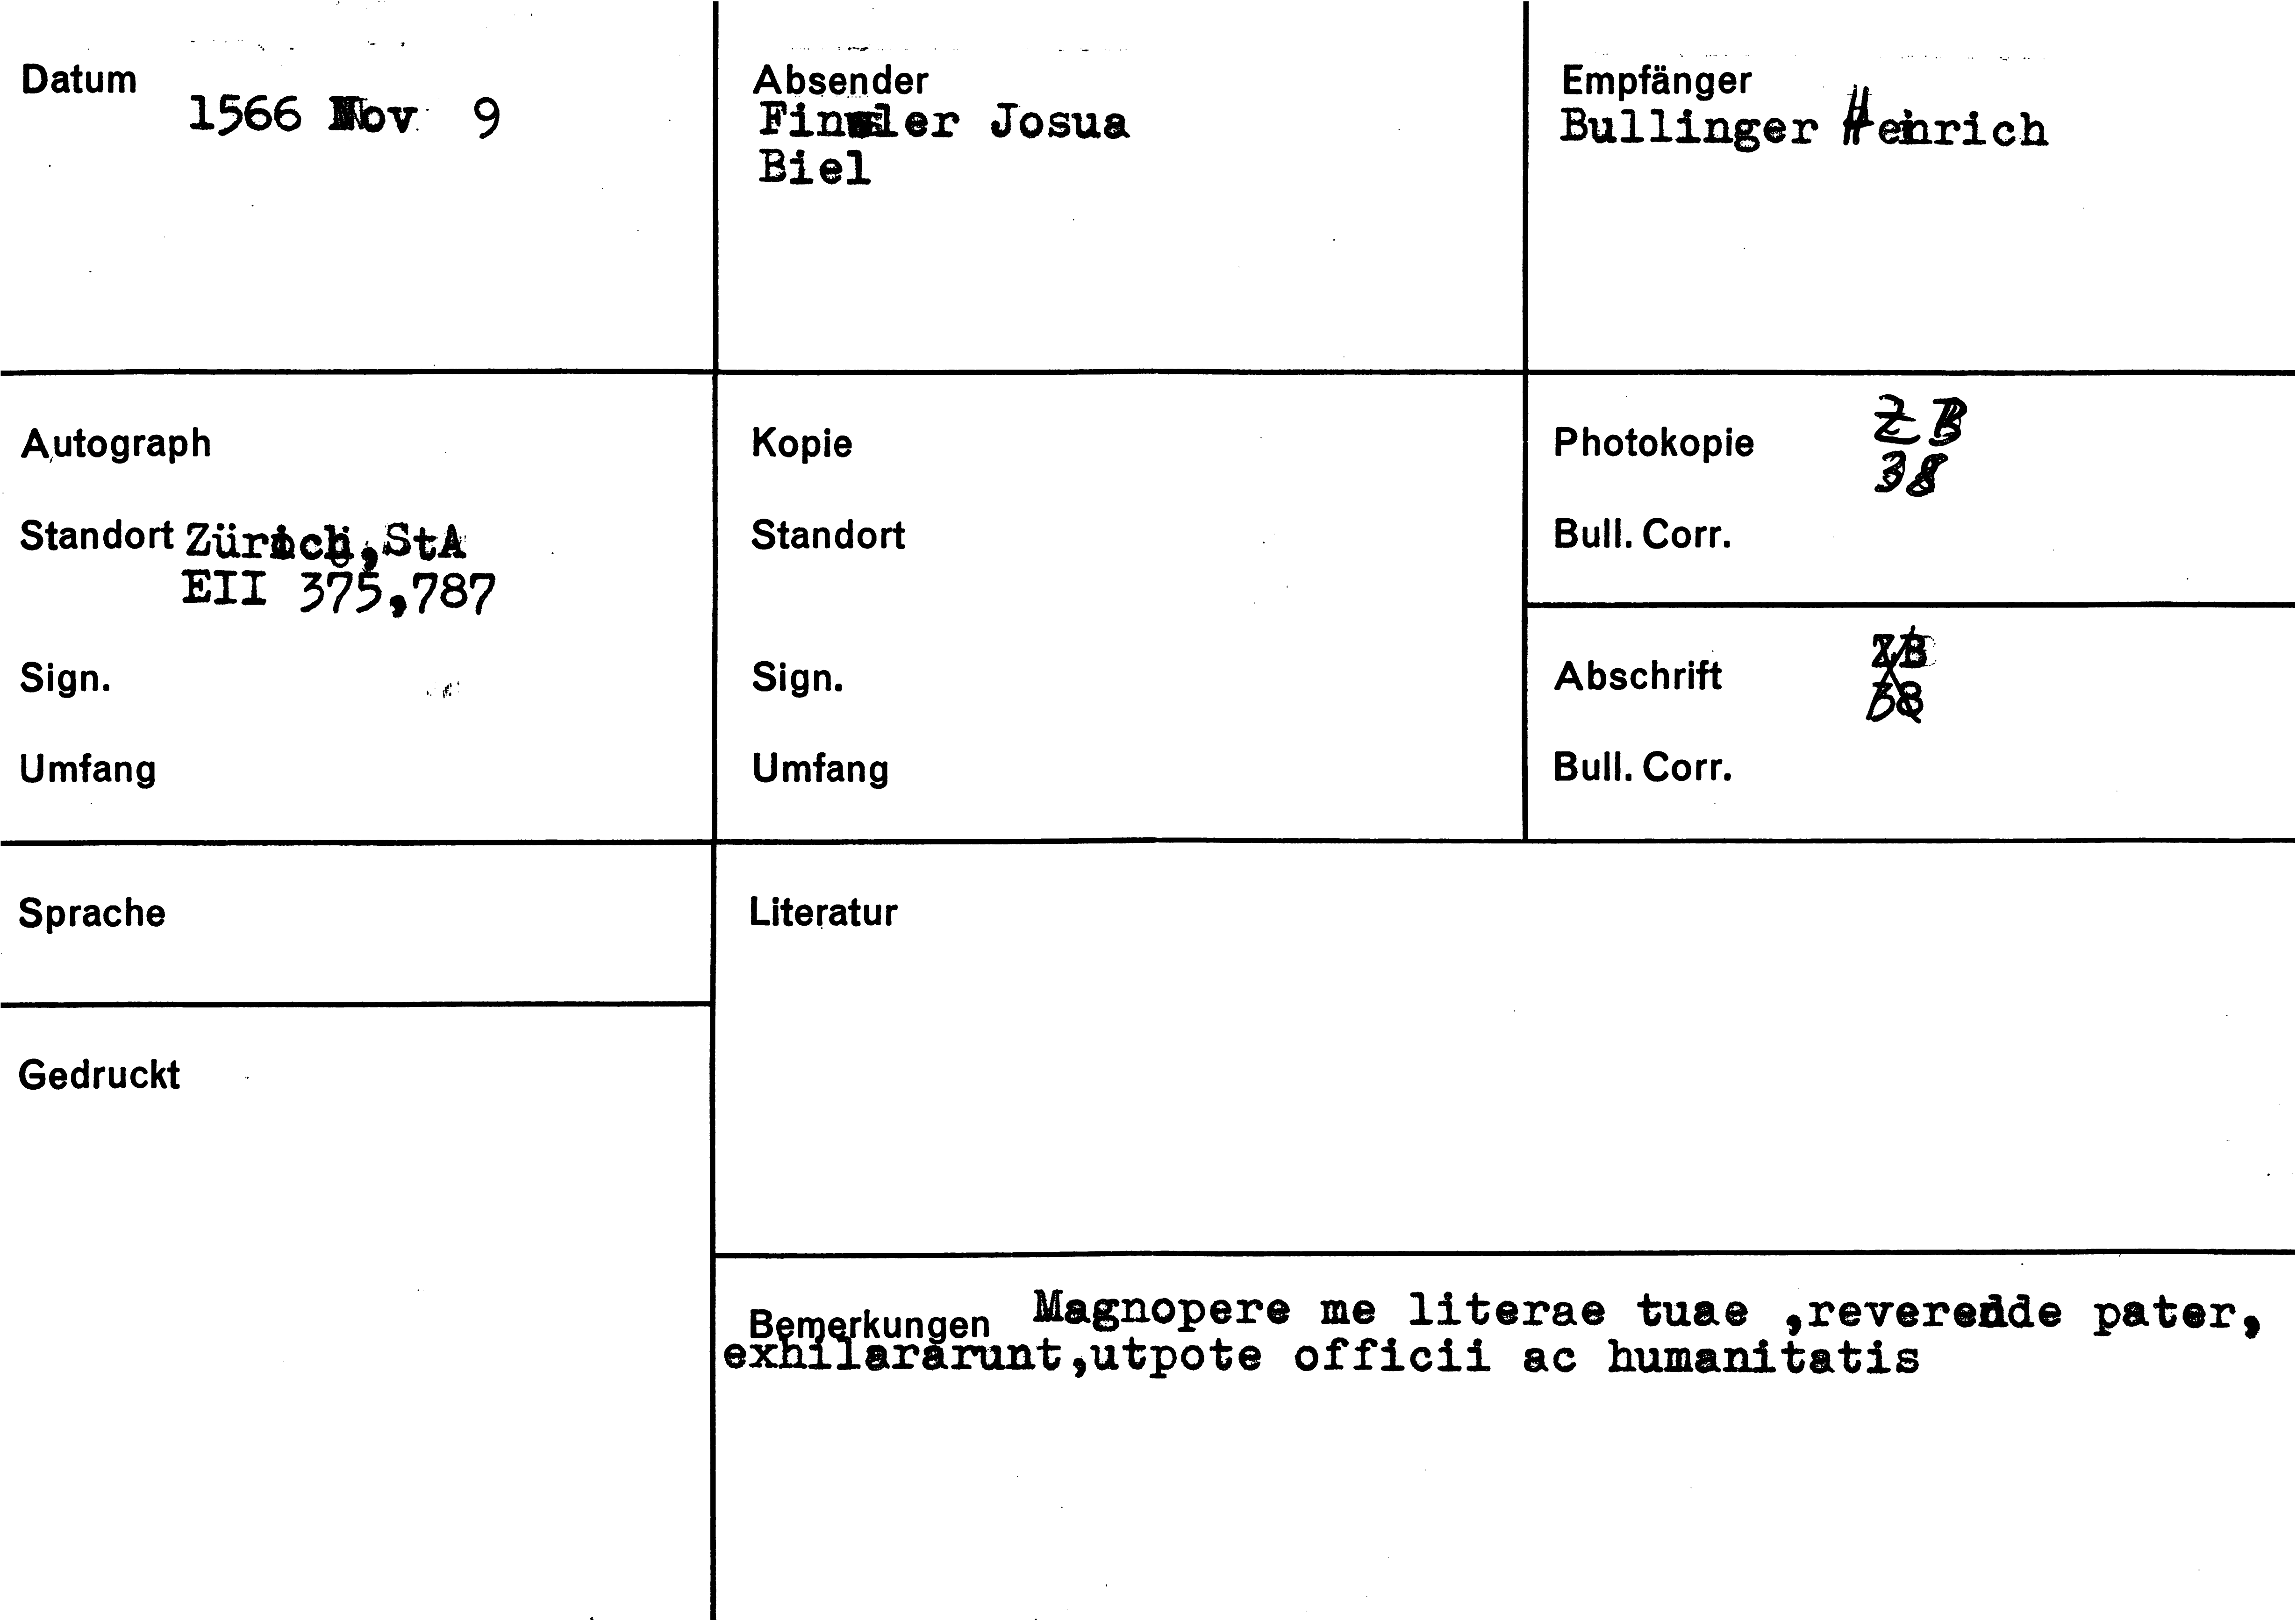 Datum
1566 Nov 9
Absender
Finsler Josua
Biel
Empfänger
Bullinger Heinrich
Autograph
Standort Zürich,StA
EII 375,787
Sign.
Umfang
Kopie
Standort
Sign.
Umfang
Photokopie ZB
38
Bull. Corr.
Abschrift ZB
38
Bull. Corr.
Sprache
Literatur
Gedruckt
Bemerkungen Magnopere me literae tuae ,reverende pater,
exhilararunt,utpote officii ac humanitatis